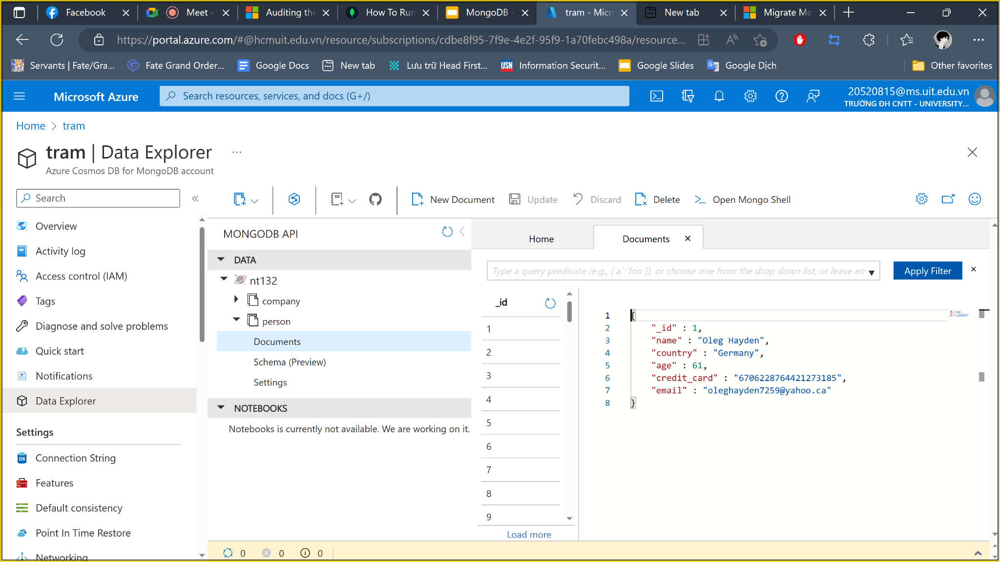 Facebook
Meet -
Auditing the
How To Run
MongoDB -
tram - Micr
New tab
Migrate Mo
https://portal.azure.com/#@hcmuit.edu.vn/resource/subscriptions/cdbe8f95-7f9e-4e2f-95f9-1a70febc498a/resource...
Servants | Fate/Gra...
Fate Grand Order...
Google Docs
New tab
Lưu trữ Head First...
USN Information Securit...
Google Slides
Google Dịch
Other favorites
Microsoft Azure
Search resources, services, and docs (G+/)
20520815@ms.uit.edu.vn
TRƯỜNG ĐH CNTT - UNIVERSITY...
Home > tram
tram | Data Explorer ...
Azure Cosmos DB for MongoDB account
Search
New Document
Update
Discard
Delete
Open Mongo Shell
Overview
Activity log
Access control (IAM)
Tags
Diagnose and solve problems
Quick start
Notifications
Data Explorer
Settings
DB Connection String
Features
Default consistency
Point In Time Restore
Networking
MONGODB API
DATA
nt132
company
person
Documents
Schema (Preview)
Settings
NOTEBOOKS
Notebooks is currently not available. We are working on it.
Home
Documents
Type a query predicate (e.g., {´a´:´foo´}), or choose one from the drop down list, or leave em
Apply Filter
_id
1
2
3
4
5
6
7
8
9
Load more
1 {
2 "_id" : 1,
3 "name" : "Oleg Hayden",
4 "country" : "Germany",
5 "age" : 61,
6 "credit_card" : "6706228764421273185",
7 "email" : "oleghayden7259@yahoo.ca"
8 }
0 0 0